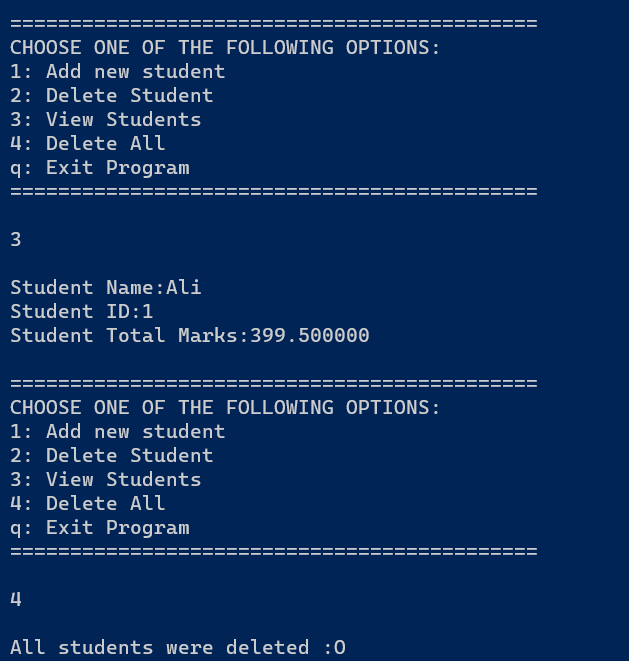 ============================================
CHOOSE ONE OF THE FOLLOWING OPTIONS:
1: Add new student
2: Delete Student
3: View Students
4: Delete All
q: Exit Program
============================================
3
Student Name:Ali
Student ID:1
Student Total Marks:399.500000
============================================
CHOOSE ONE OF THE FOLLOWING OPTIONS:
1: Add new student
2: Delete Student
3: View Students
4: Delete All
q: Exit Program
============================================
4
All students were deleted :O